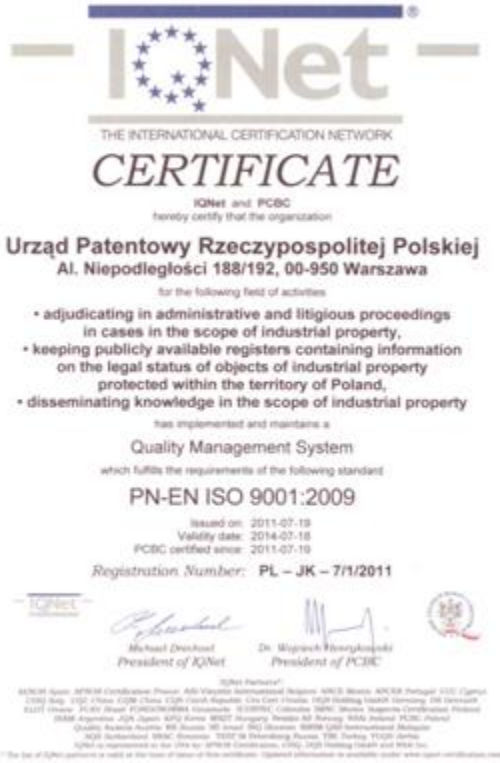 IQNet ®
THE INTERNATIONAL CERTIFICATION NETWORK
CERTIFICATE
IQNet and PCBC
hereby certify that the organization
Urząd Patentowy Rzeczypospolitej Polskiej
Al. Niepodległości 188/192, 00-950 Warszawa
for the following field of activities
• adjudicating in administrative and litigious proceedings
in cases in the scope of industrial property,
• keeping publicly available registers containing information
on the legal status of objects of industrial property
protected within the territory of Poland,
• disseminating knowledge in the scope of industrial property
has implemented and maintains a
Quality Management System
which fulfills the requirements of the following standard
PN-EN ISO 9001:2009
Issued on: 2011-07-19
Validity date: 2014-07-18
PCBC certified since: 2011-07-19
Registration Number: PL – JK – 7/1/2011
IQNet
Michael Drechsel
President of IQNet
Dr. Wojciech Henrykowski
President of PCBC
IQNet Partners*: